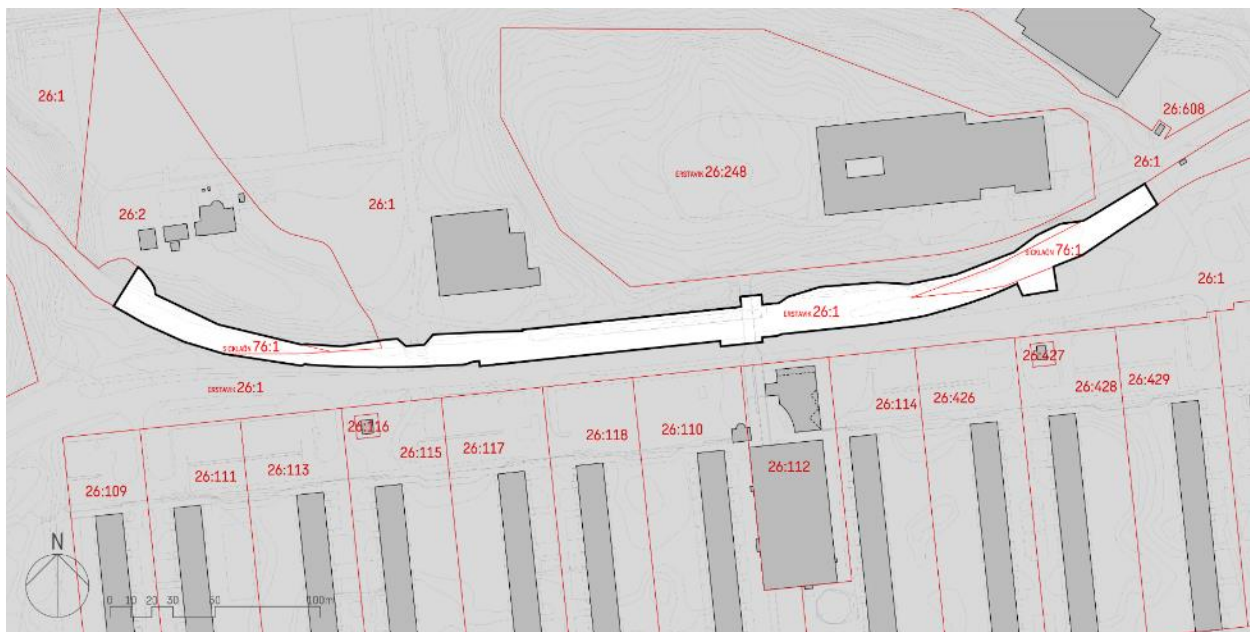 26:1
26:608
26:1
ERSTAVIK 26:248
26:2
26:1
SICKLAÖN 76:1
26:1
ERSTAVIK 26:1
SICKLAÖN 76:1
26:427
ERSTAVIK 26:1
26:428
26:429
26:114
26:426
26:116
26:115
26:117
26:118
26:110
26:112
26:111
26:113
26:109
N
0 10 20 30 50 100m